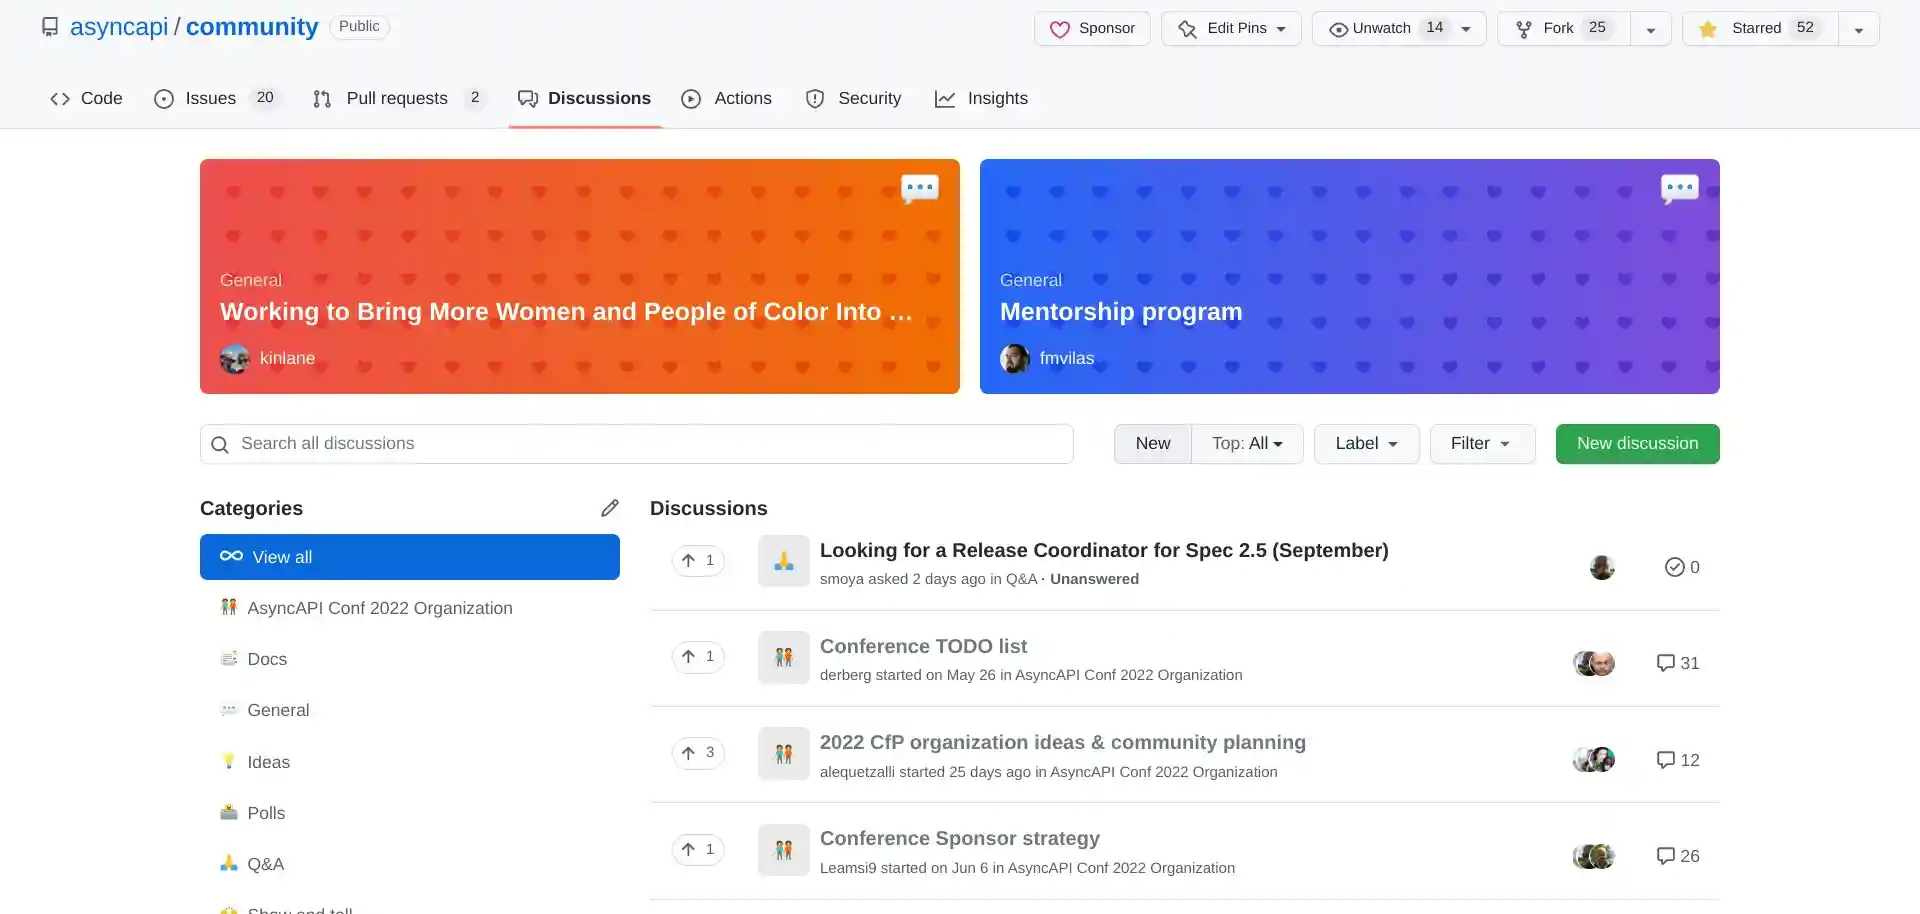 asyncapi / community Public
Sponsor Edit Pins Unwatch 14 Fork 25 Starred 52
Code Issues 20 Pull requests 2 Discussions Actions Security Insights
General
Working to Bring More Women and People of Color Into ...
kinlane
General
Mentorship program
fmvilas
Search all discussions
New Top: All Label Filter New discussion
Categories
View all
AsyncAPI Conf 2022 Organization
Docs
General
Ideas
Polls
Q&A
Show and tell
Discussions
1 Looking for a Release Coordinator for Spec 2.5 (September) 0
smoya asked 2 days ago in Q&A · Unanswered
1 Conference TODO list 31
derberg started on May 26 in AsyncAPI Conf 2022 Organization
3 2022 CfP organization ideas & community planning 12
alequetzalli started 25 days ago in AsyncAPI Conf 2022 Organization
1 Conference Sponsor strategy 26
Leamsi9 started on Jun 6 in AsyncAPI Conf 2022 Organization